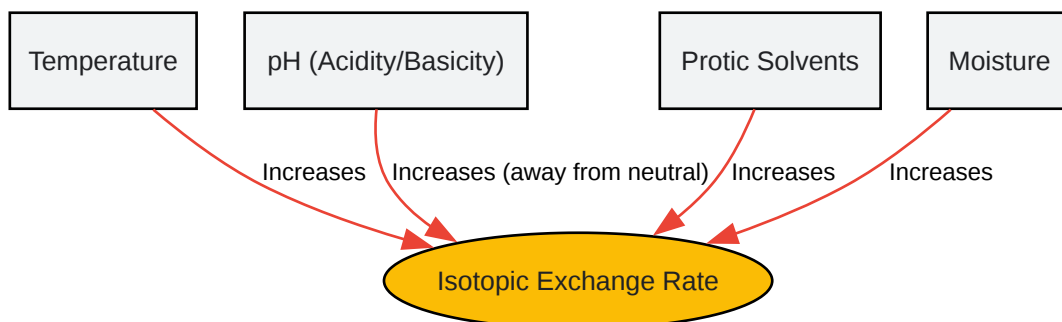 Temperature
pH (Acidity/Basicity)
Protic Solvents
Moisture
Increases
Increases (away from neutral)
Increases
Increases
Isotopic Exchange Rate